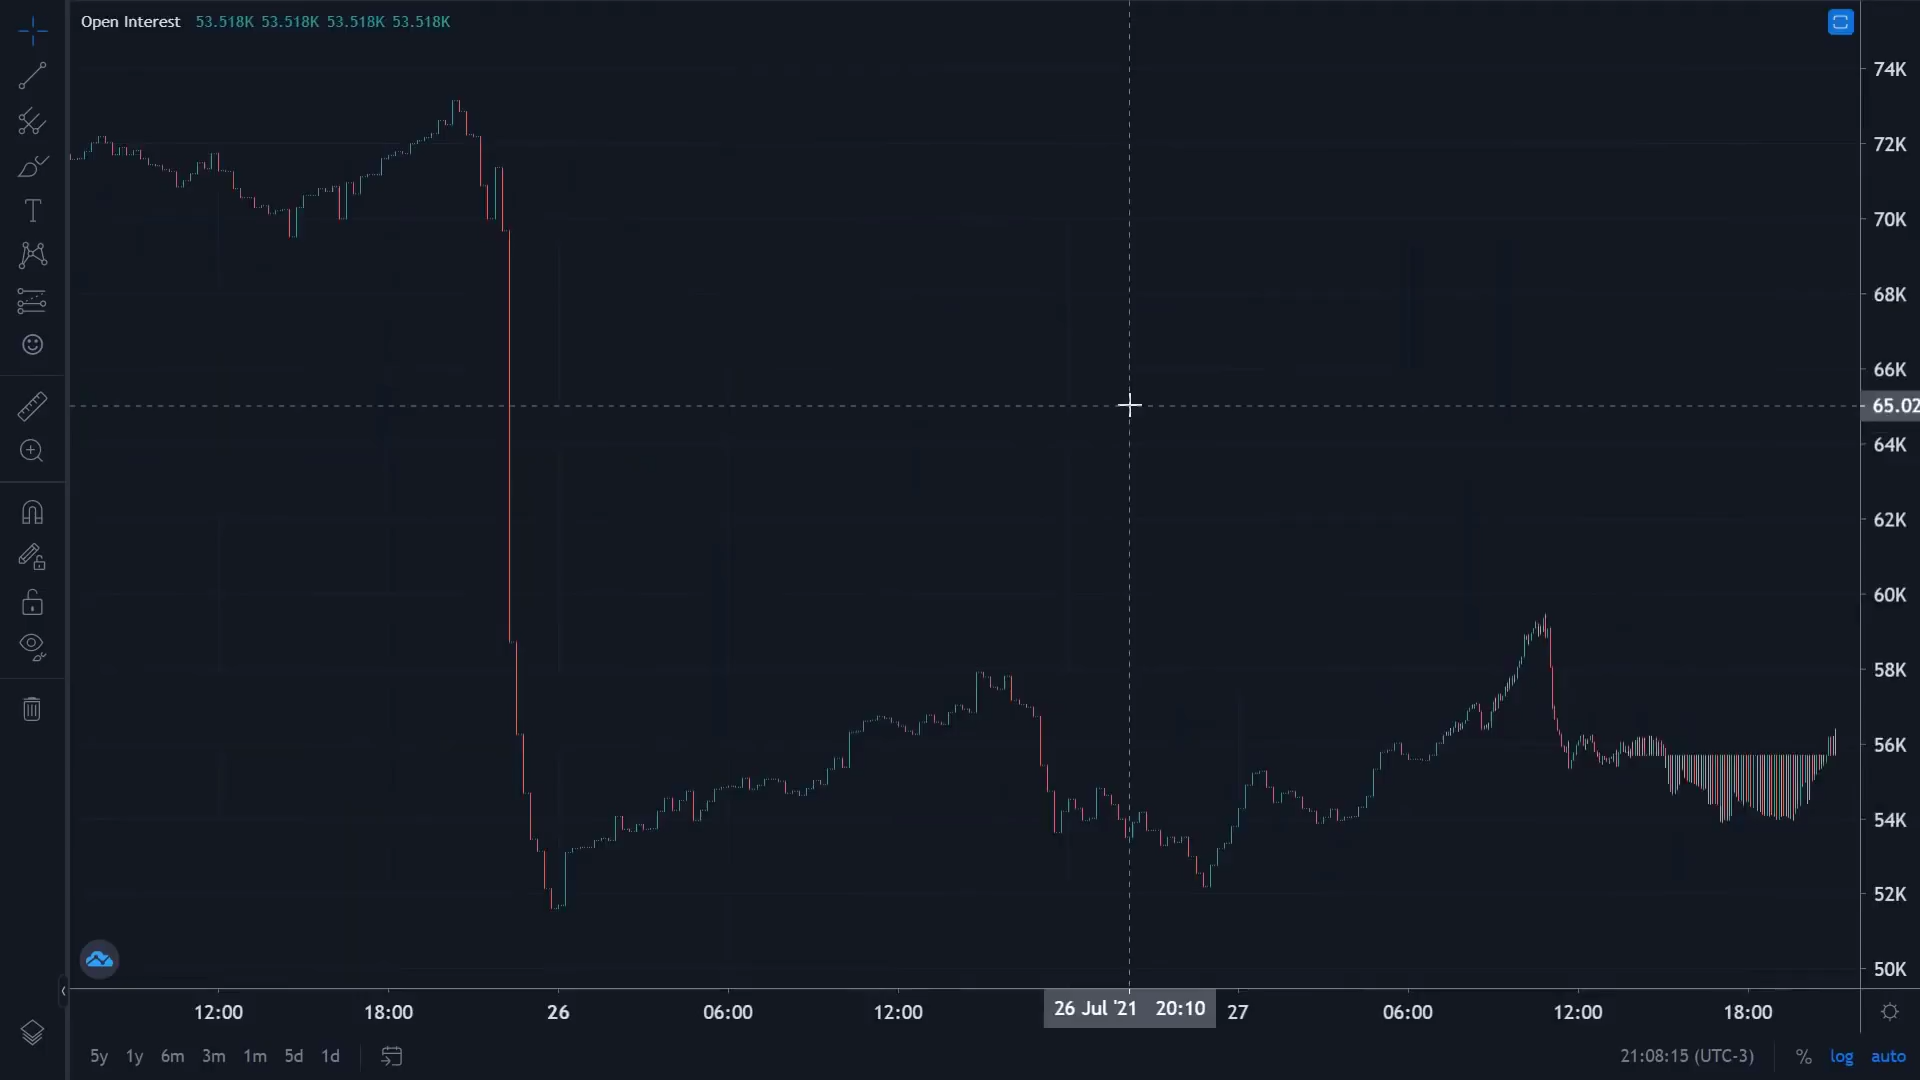 Open Interest 53.518K 53.518K 53.518K 53.518K
74K
72K
70K
68K
66K
65.02
64K
62K
60K
58K
56K
54K
52K
50K
12:00 18:00 26 06:00 12:00 26 Jul '21 20:10 27 06:00 12:00 18:00
5y 1y 6m 3m 1m 5d 1d 21:08:15 (UTC-3) % log auto